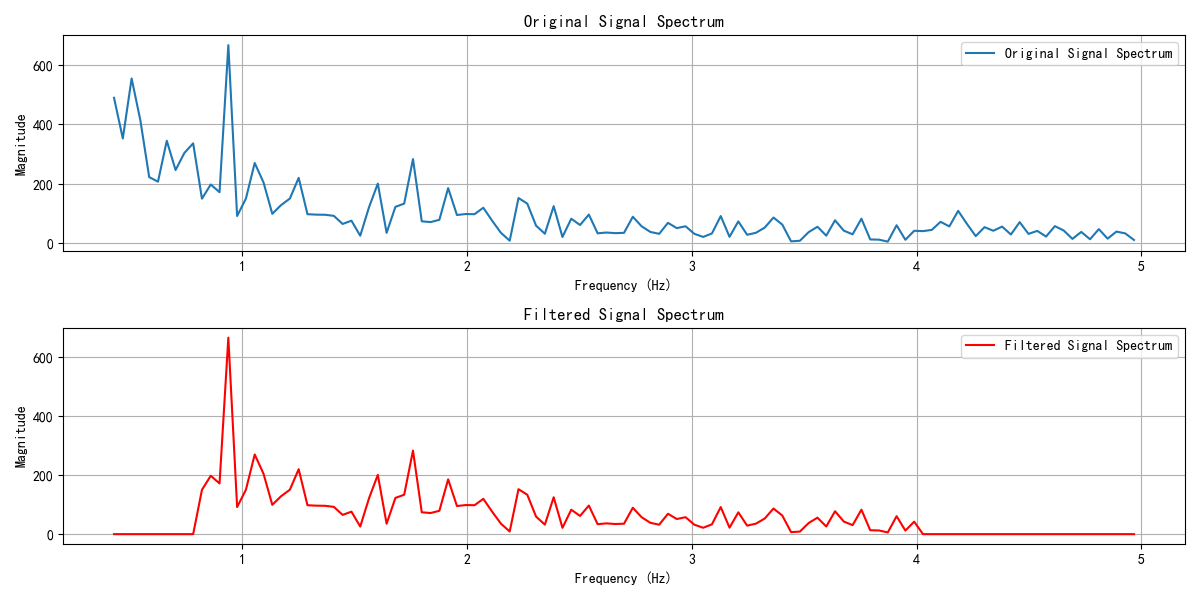 Original Signal Spectrum
Original Signal Spectrum
600
400
200
0
Magnitude
1 2 3 4 5
Frequency (Hz)
Filtered Signal Spectrum
Filtered Signal Spectrum
600
400
200
0
Magnitude
1 2 3 4 5
Frequency (Hz)